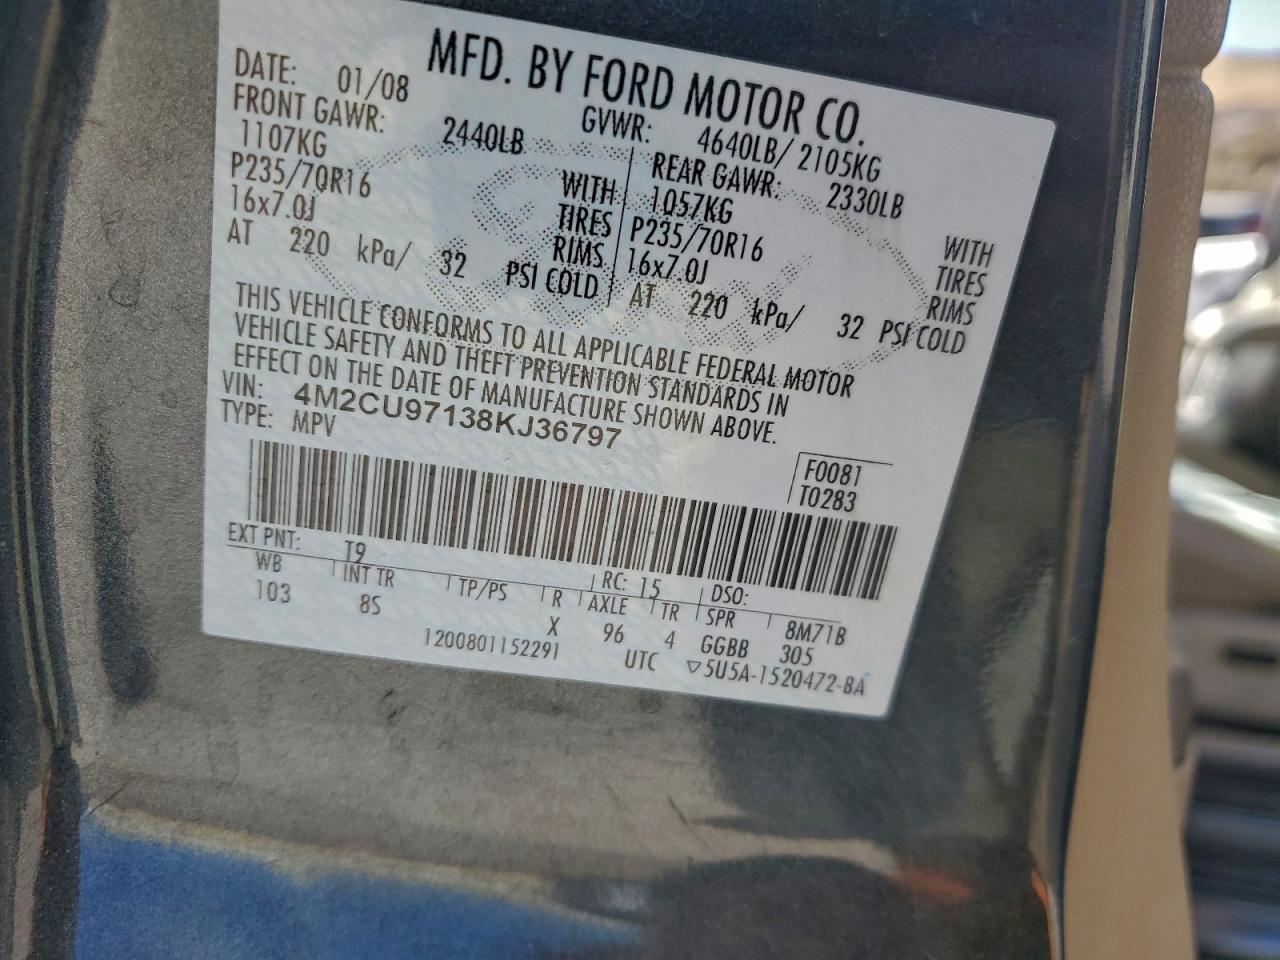 MFD. BY FORD MOTOR CO.
DATE: 01/08 GVWR: 4640LB/ 2105KG
FRONT GAWR: 2440LB REAR GAWR: 2330LB
1107KG WITH 1057KG WITH
P235/70R16 TIRES P235/70R16 TIRES
16x7.0J RIMS 16x7.0J RIMS
AT 220 kPa/ 32 PSI COLD AT 220 kPa/ 32 PSI COLD
THIS VEHICLE CONFORMS TO ALL APPLICABLE FEDERAL MOTOR
VEHICLE SAFETY AND THEFT PREVENTION STANDARDS IN
EFFECT ON THE DATE OF MANUFACTURE SHOWN ABOVE.
VIN: 4M2CU97138KJ36797
TYPE: MPV
F0081
T0283
EXT PNT: T9 RC: 15 DSO:
WB INT TR TP/PS R AXLE TR SPR 8M71B
103 8S X 96 4 GGBB 305
1200801152291 UTC ▽5U5A-1520472-BA